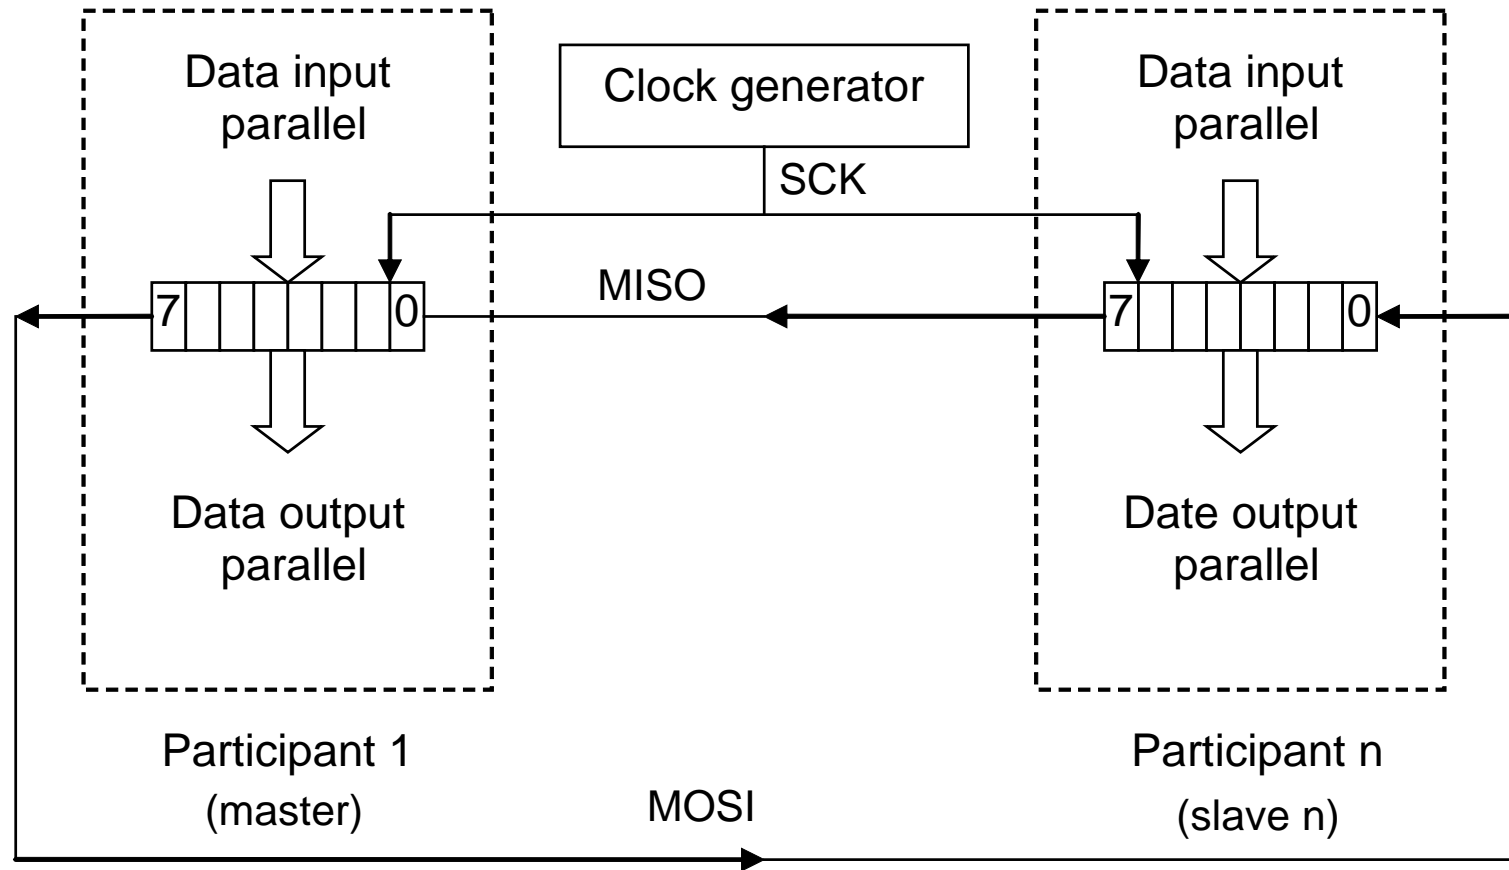 Data input
parallel
Clock generator
Data input
parallel
SCK
MISO
7
0
7
0
Data output
parallel
Date output
parallel
Participant 1
(master)
MOSI
Participant n
(slave n)